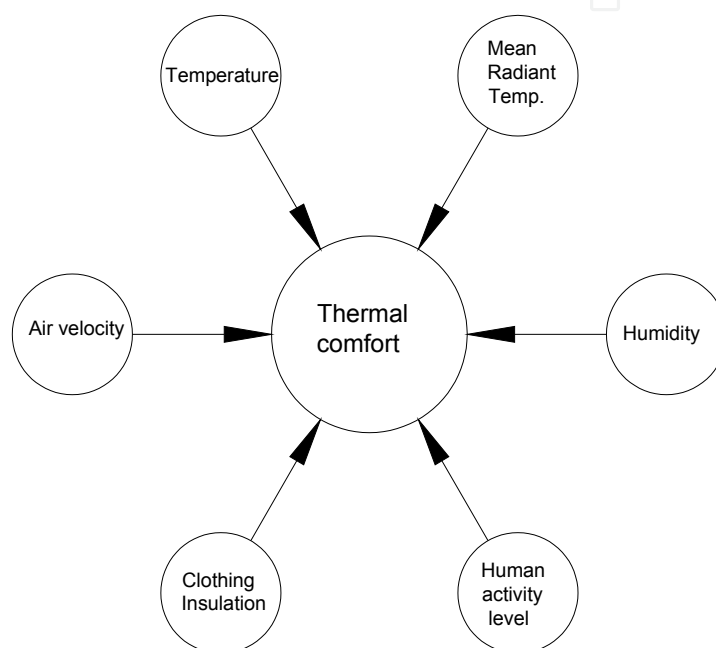 Temperature
Mean
Radiant
Temp.
Air velocity
Thermal
comfort
Humidity
Clothing
Insulation
Human
activity
level